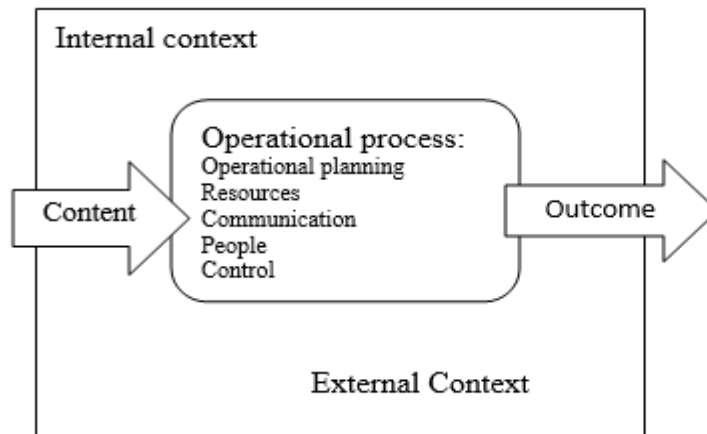 Internal context
Operational process:
Operational planning
Resources
Communication
People
Control
Content
Outcome
External Context